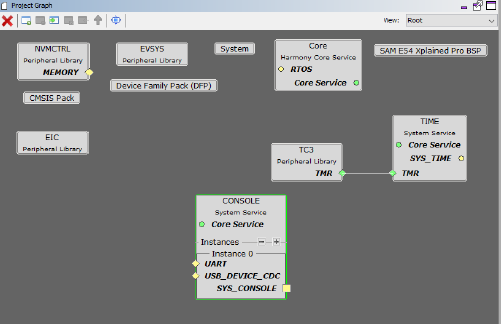 Project Graph
View:
Root
NVMCTRL
Peripheral Library
MEMORY
EVSYS
Peripheral Library
System
Core
Harmony Core Service
RTOS
Core Service
SAM E54 Xplained Pro BSP
Device Family Pack (DFP)
CMSIS Pack
EIC
Peripheral Library
TC3
Peripheral Library
TMR
TIME
System Service
Core Service
SYS_TIME
TMR
CONSOLE
System Service
Core Service
Instances
Instance 0
UART
USB_DEVICE_CDC
SYS_CONSOLE